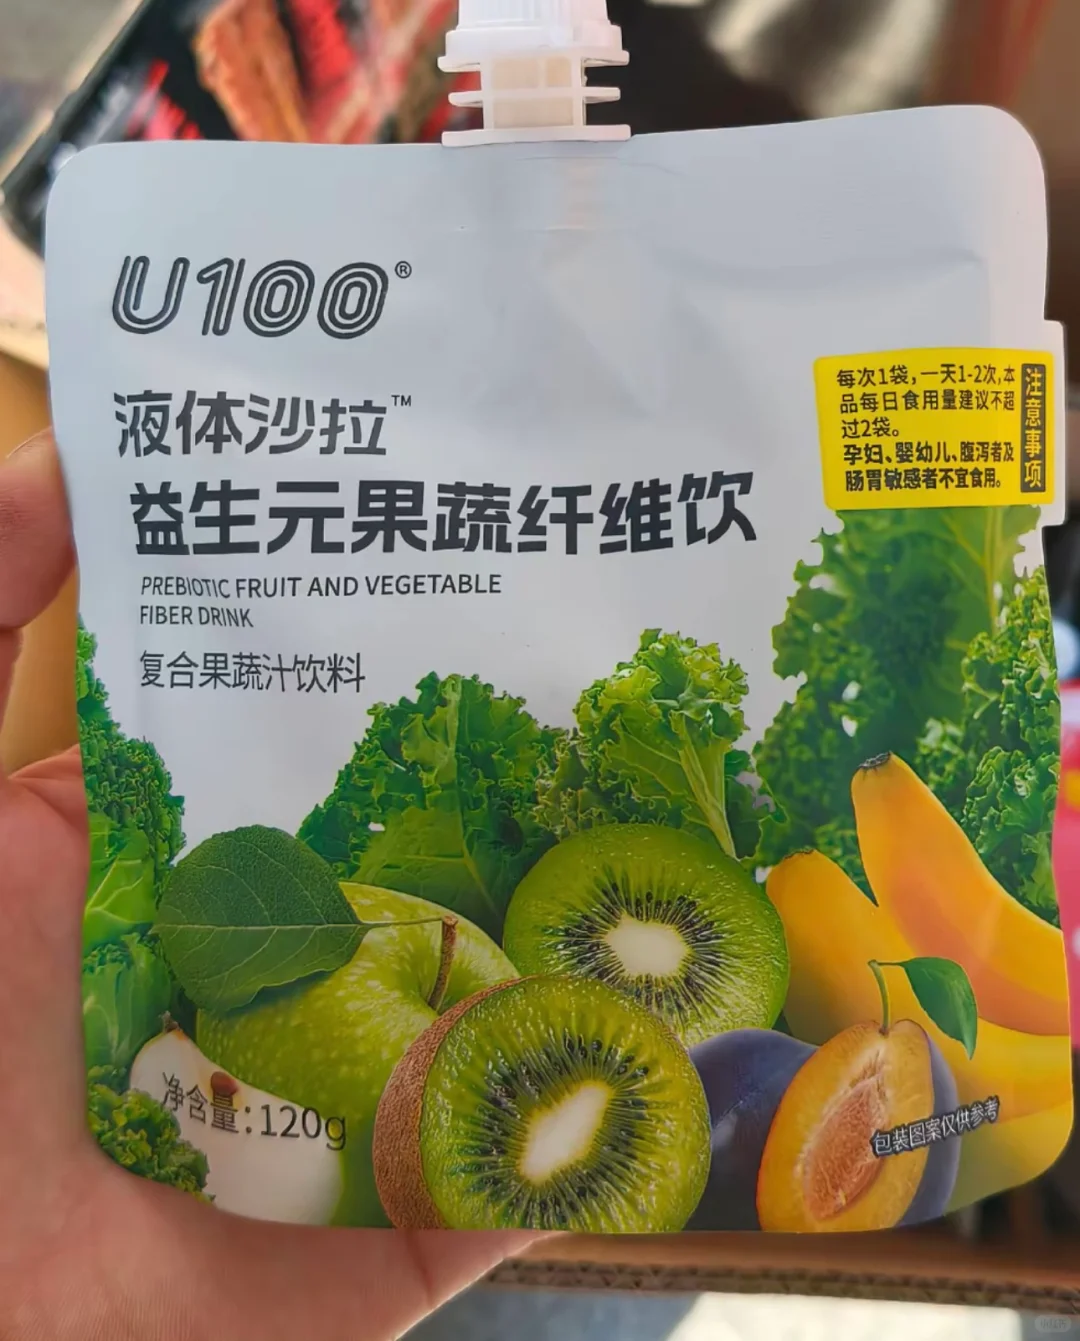 U100®
液体沙拉™
益生元果蔬纤维饮
PREBIOTIC FRUIT AND VEGETABLE
FIBER DRINK
复合果蔬汁饮料
每次1袋，一天1-2次，本
品每日食用量建议不超
过2袋。
孕妇、婴幼儿、腹泻者及
肠胃敏感者不宜食用。
注意事项
净含量：120g
包装图案仅供参考